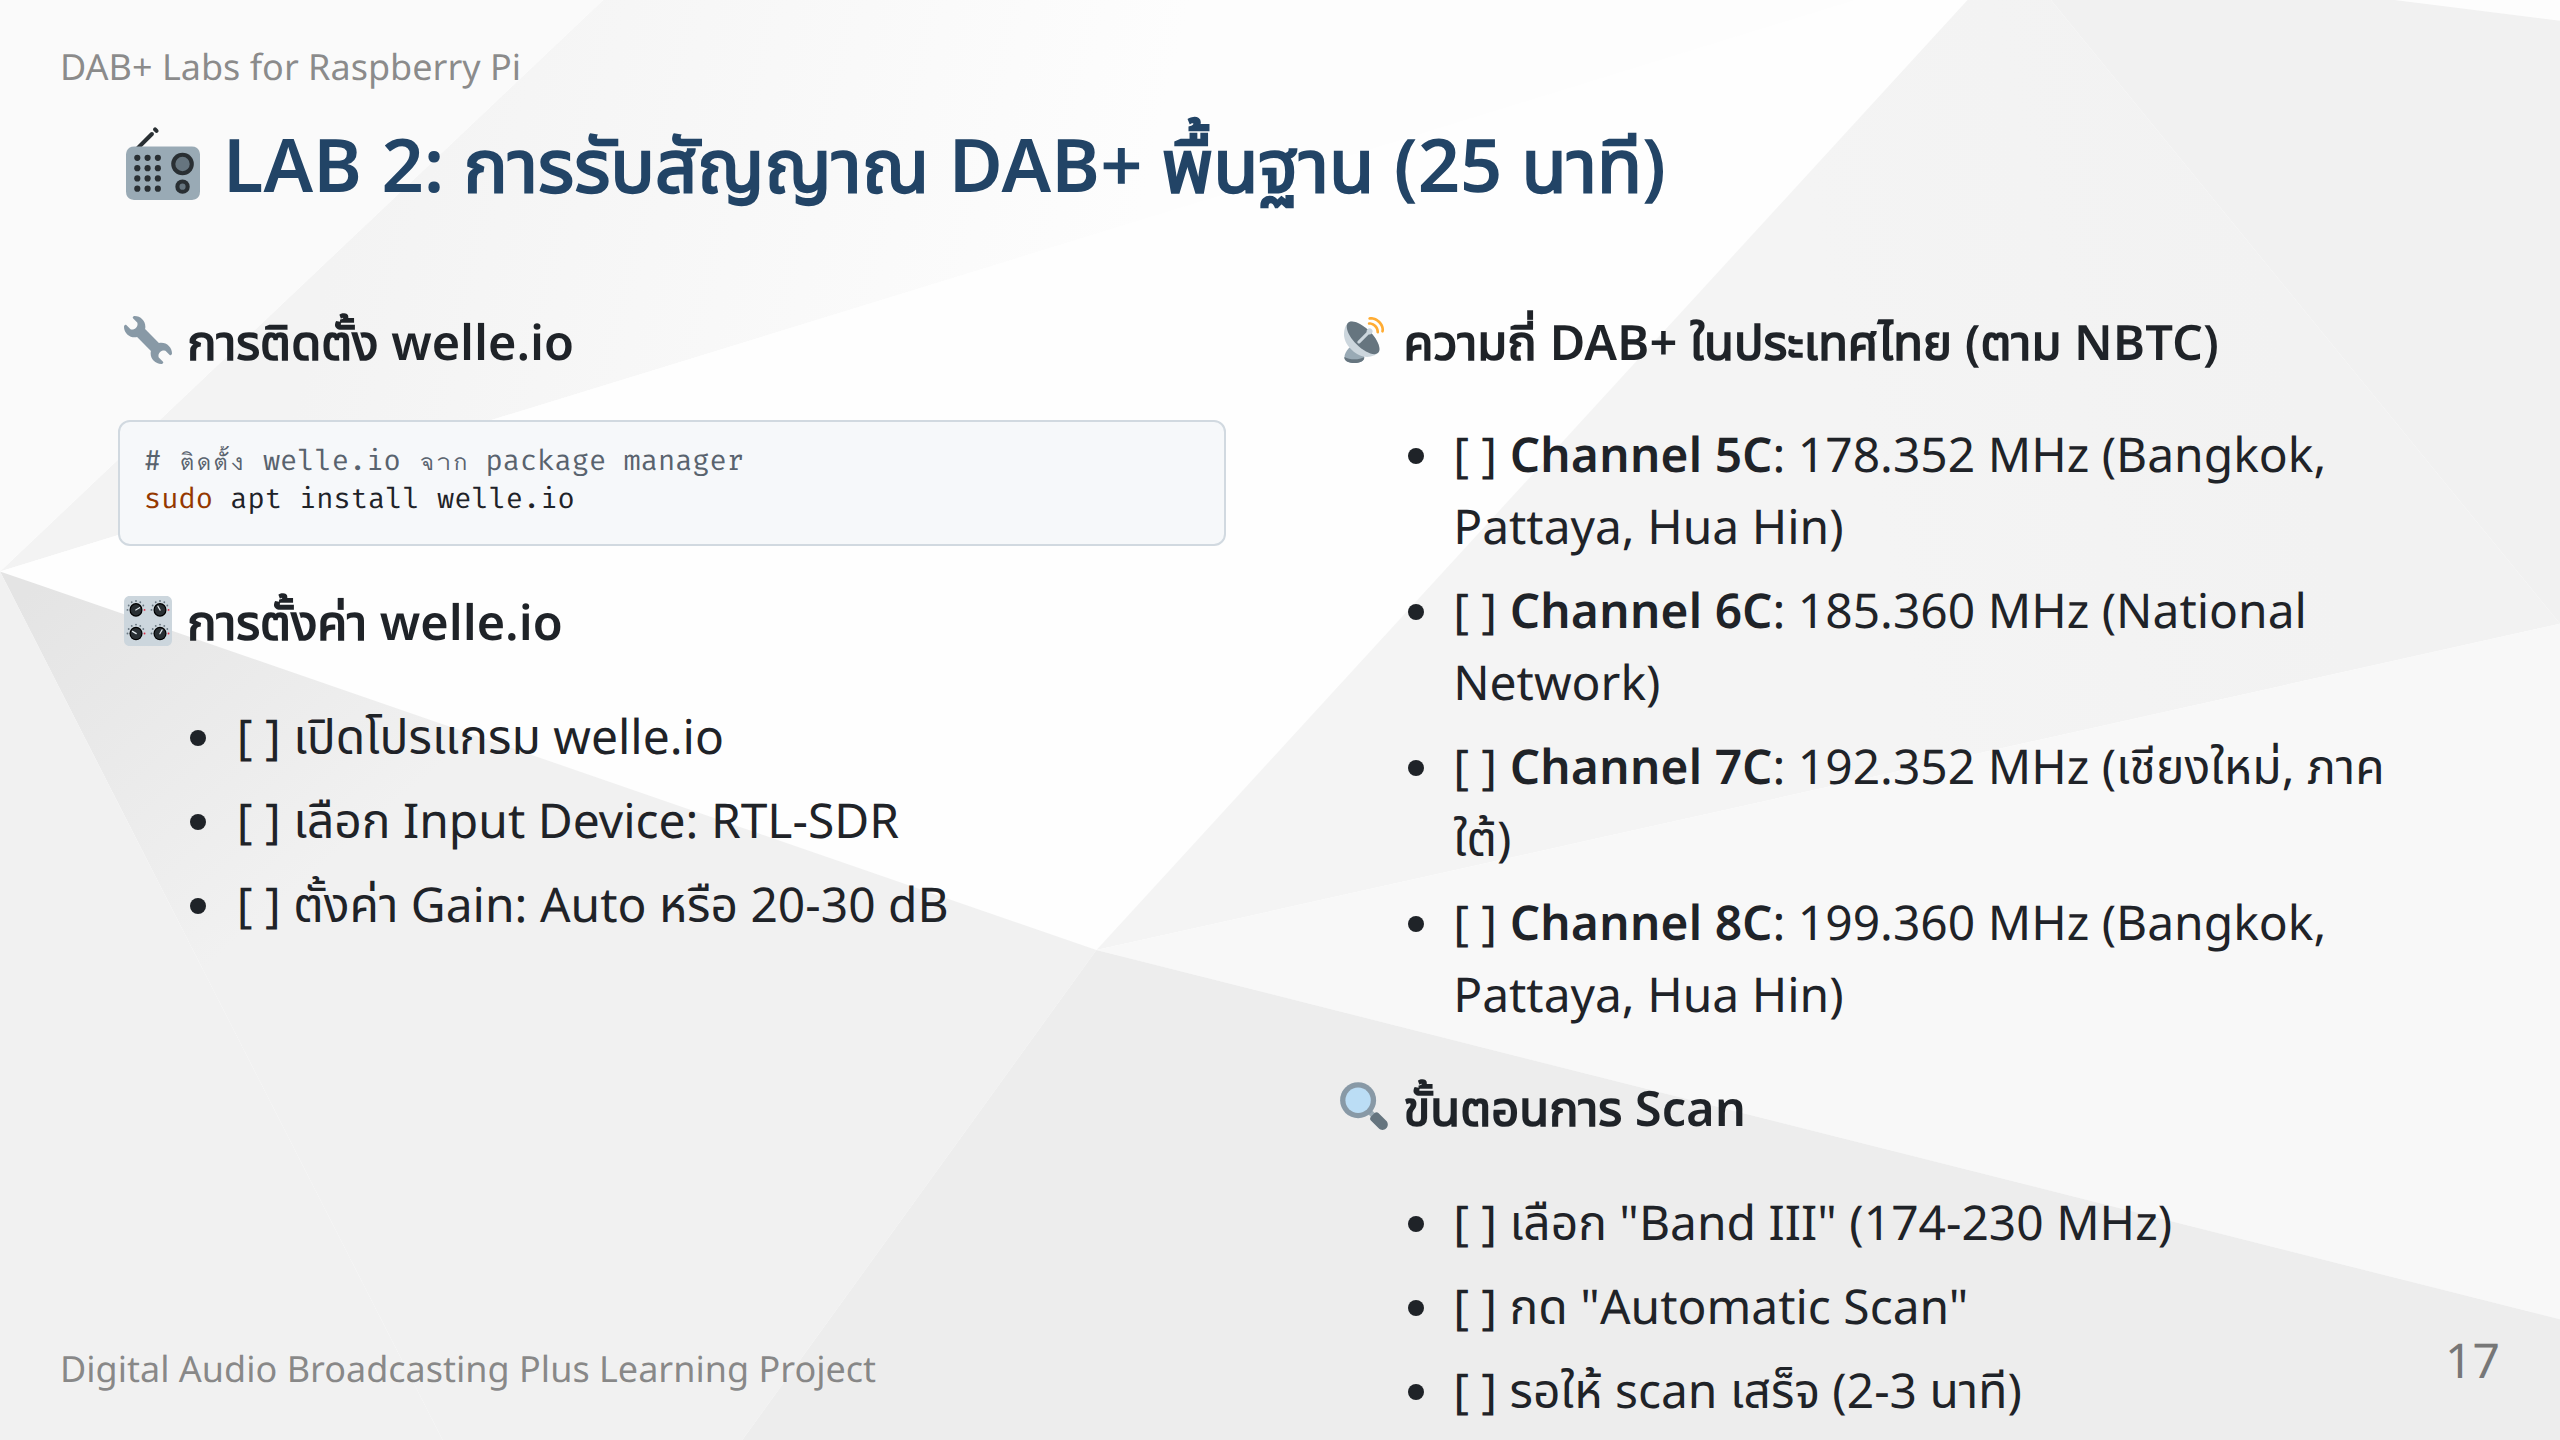 DAB+ Labs for Raspberry Pi
LAB 2: การรับสัญญาณ DAB+ พื้นฐาน (25 นาที)
การติดตั้ง welle.io
# ติดตั้ง welle.io จาก package manager
sudo apt install welle.io
การตั้งค่า welle.io
• [ ] เปิดโปรแกรม welle.io
• [ ] เลือก Input Device: RTL-SDR
• [ ] ตั้งค่า Gain: Auto หรือ 20-30 dB
ความถี่ DAB+ ในประเทศไทย (ตาม NBTC)
• [ ] Channel 5C: 178.352 MHz (Bangkok,
Pattaya, Hua Hin)
• [ ] Channel 6C: 185.360 MHz (National
Network)
• [ ] Channel 7C: 192.352 MHz (เชียงใหม่, ภาค
ใต้)
• [ ] Channel 8C: 199.360 MHz (Bangkok,
Pattaya, Hua Hin)
ขั้นตอนการ Scan
• [ ] เลือก "Band III" (174-230 MHz)
• [ ] กด "Automatic Scan"
• [ ] รอให้ scan เสร็จ (2-3 นาที)
Digital Audio Broadcasting Plus Learning Project
17